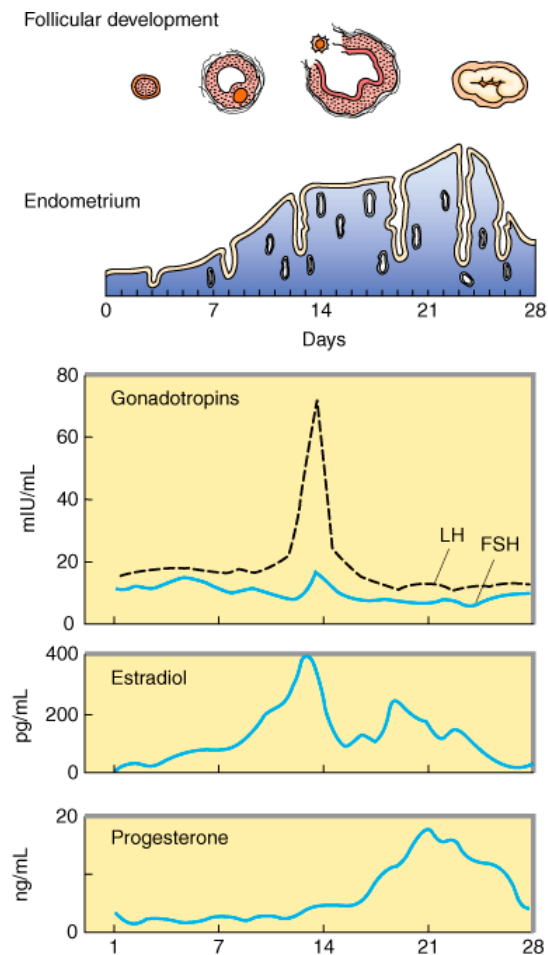 Follicular development
Endometrium
0 7 14 21 28
Days
80
Gonadotropins
60
mIU/mL
40
LH
FSH
20
0
400
Estradiol
pg/mL
200
0
20
Progesterone
ng/mL
0
1 7 14 21 28